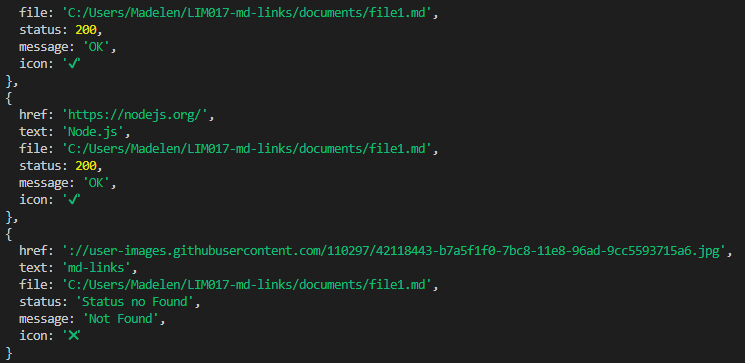 file: 'C:/Users/Madelen/LIM017-md-links/documents/file1.md',
status: 200,
message: 'OK',
icon: '✔'
},
{
href: 'https://nodejs.org/',
text: 'Node.js',
file: 'C:/Users/Madelen/LIM017-md-links/documents/file1.md',
status: 200,
message: 'OK',
icon: '✔'
},
{
href: '://user-images.githubusercontent.com/110297/42118443-b7a5f1f0-7bc8-11e8-96ad-9cc5593715a6.jpg',
text: 'md-links',
file: 'C:/Users/Madelen/LIM017-md-links/documents/file1.md',
status: 'Status no Found',
message: 'Not Found',
icon: '❌'
}